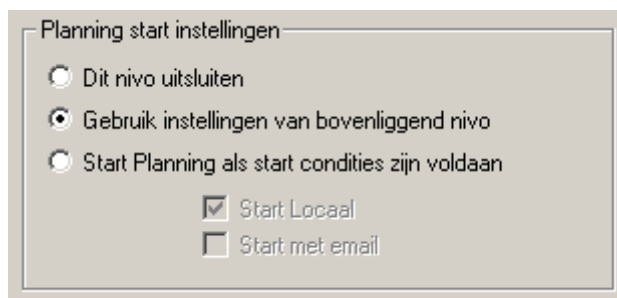 Planning start instellingen
Dit nivo uitsluiten
Gebruik instellingen van bovenliggend nivo
Start Planning als start condities zijn voldaan
Start Locaal
Start met email